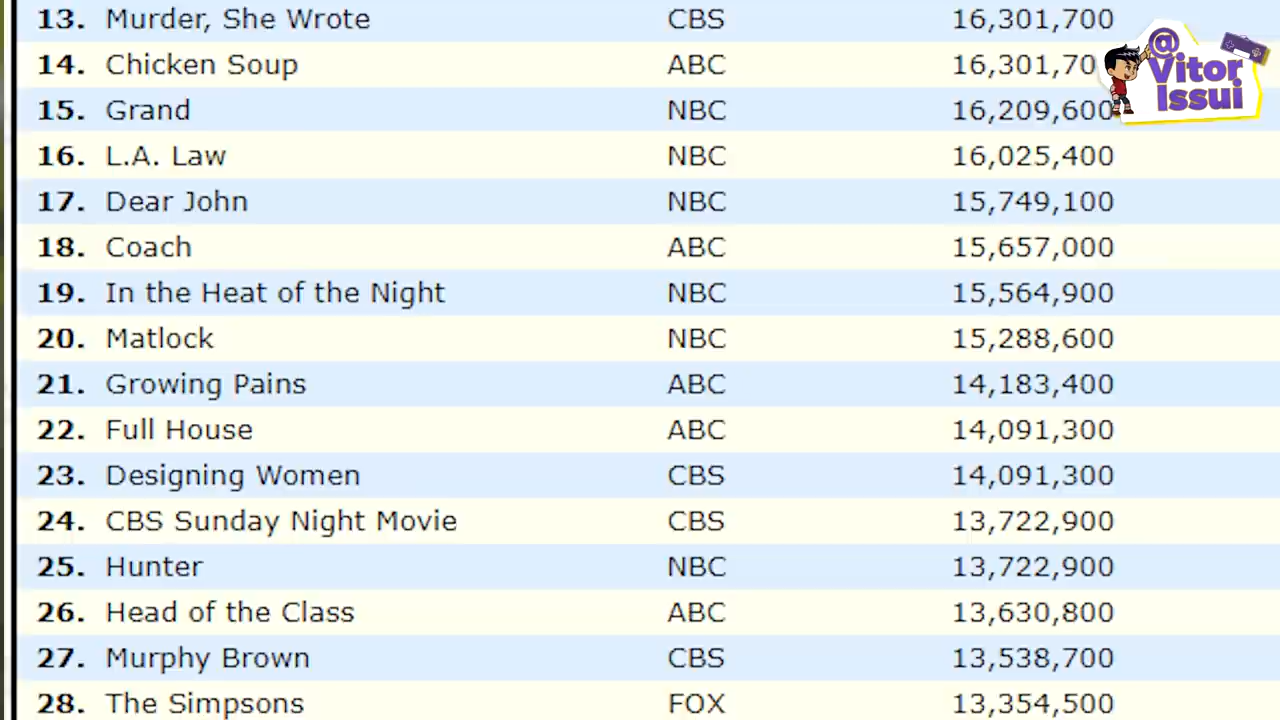 13. Murder, She Wrote CBS 16,301,700
14. Chicken Soup ABC 16,301,70
15. Grand NBC 16,209,600
16. L.A. Law NBC 16,025,400
17. Dear John NBC 15,749,100
18. Coach ABC 15,657,000
19. In the Heat of the Night NBC 15,564,900
20. Matlock NBC 15,288,600
21. Growing Pains ABC 14,183,400
22. Full House ABC 14,091,300
23. Designing Women CBS 14,091,300
24. CBS Sunday Night Movie CBS 13,722,900
25. Hunter NBC 13,722,900
26. Head of the Class ABC 13,630,800
27. Murphy Brown CBS 13,538,700
28. The Simpsons FOX 13,354,500
@
Vitor
Issui